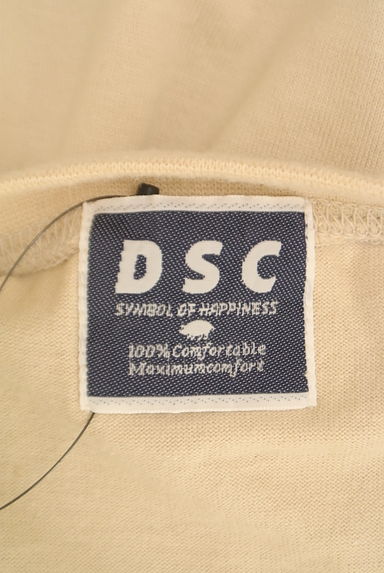 DSC
SYMBOL OF HAPPINESS
100% Comfortable
Maximumcomfort